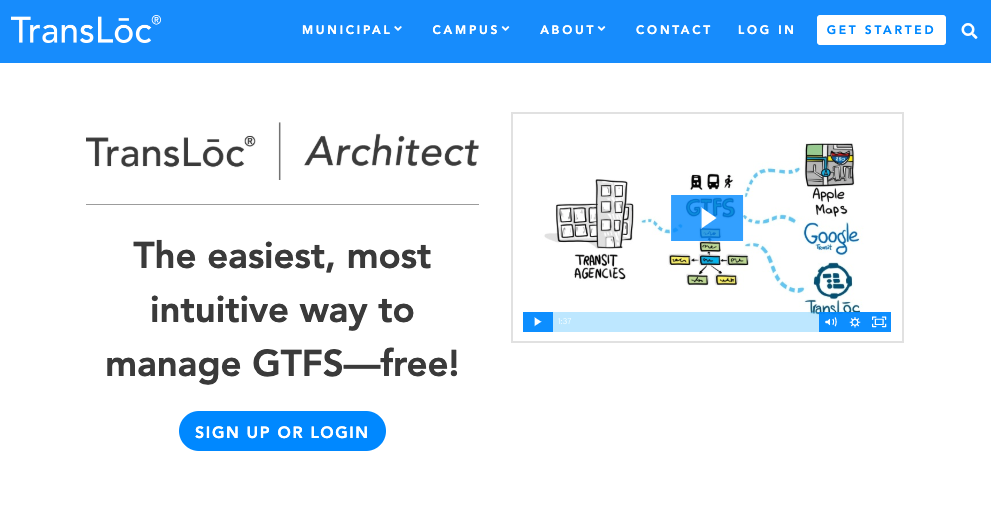 TransLōc®
MUNICIPAL
CAMPUS
ABOUT
CONTACT
LOG IN
GET STARTED
TransLōc® | Architect
The easiest, most
intuitive way to
manage GTFS—free!
SIGN UP OR LOGIN
TRANSIT
AGENCIES
GTFS
Apple
Maps
Google
Transit
TransLōc
1:37